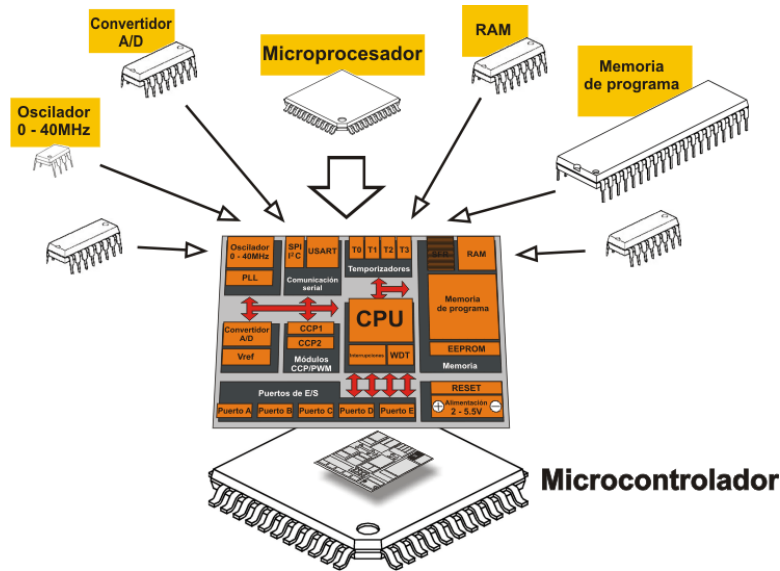 Convertidor
A/D
Microprocesador
RAM
Memoria
de programa
Oscilador
0 - 40MHz
Oscilador
0 - 40MHz
PLL
SPI
I²C
USART
Comunicación
serial
T0 T1 T2 T3
Temporizadores
SFR
RAM
Memoria
de programa
EEPROM
Memoria
Convertidor
A/D
Vref
CCP1
CCP2
Módulos
CCP/PWM
CPU
Interrupciones
WDT
Puertos de E/S
Puerto A Puerto B Puerto C Puerto D Puerto E
RESET
Alimentación
2 - 5.5V
Microcontrolador